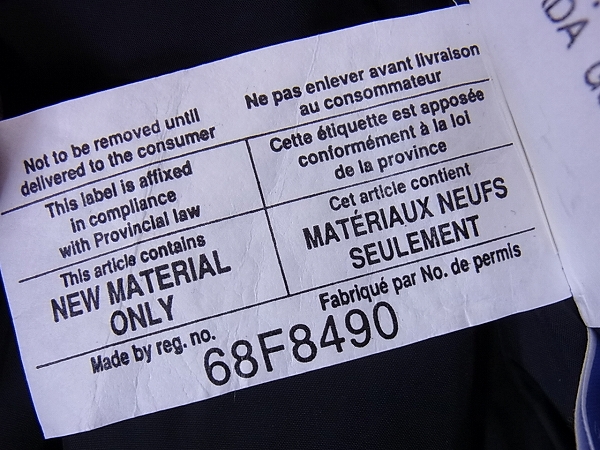 Not to be removed until
delivered to the consumer
Ne pas enlever avant livraison
au consommateur
This label is affixed
in compliance
with Provincial law
Cette étiquette est apposée
conformément à la loi
de la province
This article contains
NEW MATERIAL
ONLY
Cet article contient
MATÉRIAUX NEUFS
SEULEMENT
Made by reg. no.
Fabriqué par No. de permis
68F8490